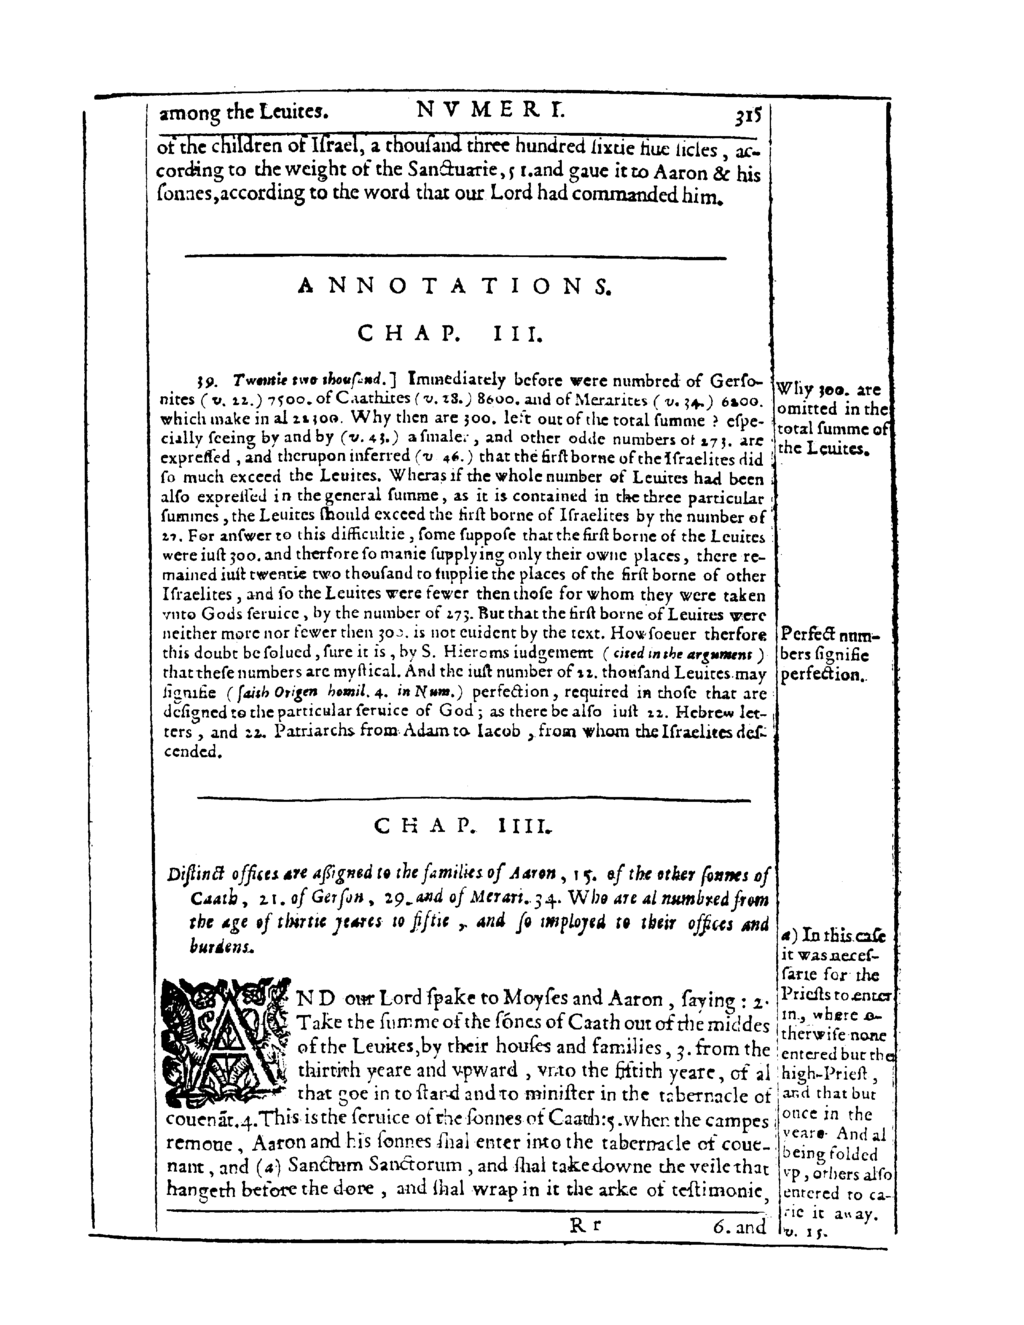 among the Leuites. NVMERI. 315
of the children of Iſrael, a thouſand three hundred ſixtie fiue ſicles, ac-
cording to the weight of the Sanctuarie, 51. and gaue it to Aaron & his
ſonnes, according to the word that our Lord had commanded him.
ANNOTATIONS.
CHAP. III.
39. Twentie two thouſand.] Immediately before were numbred of Gerſo-
nites (v. 22.) 7500. of Caathites (v. 28.) 8600. and of Merarites (v. 34.) 6200.
which make in al 22300. Why then are 300. left out of the total ſumme? eſpe-
cially ſeeing by and by (v. 43.) a ſmaler, and other odde numbers of 273. are
expreſſed, and therupon inferred (v 46.) that the firſt borne of the Iſraelites did
ſo much exceed the Leuites. Wheras if the whole number of Leuites had been
alſo expreſſed in the general ſumme, as it is contained in the three particular
ſummes, the Leuites ſhould exceed the firſt borne of Iſraelites by the number of
27. For anſwer to this difficultie, ſome ſuppoſe that the firſt borne of the Leuites
were iuſt 300. and therfore ſo manie ſupplying only their owne places, there re-
mained iuſt twentie two thouſand to ſupplie the places of the firſt borne of other
Iſraelites, and ſo the Leuites were fewer then thoſe for whom they were taken
vnto Gods ſeruice, by the number of 273. But that the firſt borne of Leuites were
neither more nor fewer then 300. is not euident by the text. Howſoeuer therfore
this doubt be ſolued, ſure it is, by S. Hieroms iudgement (cited in the argument)
that theſe numbers are myſtical. And the iuſt number of 22. thouſand Leuites may
ſignifie (ſaith Origen homil. 4. in Num.) perfection, required in thoſe that are
deſigned to the particular ſeruice of God; as there be alſo iuſt 22. Hebrew let-
ters, and 22. Patriarchs from Adam to Iacob, from whom the Iſraelites deſ-
cended.
Why 300. are
omitted in the
total ſumme of
the Leuites.
Perfect num-
bers ſignifie
perfection.
CHAP. IIII.
Diſtinct offices are aſſigned to the families of Aaron, 15. of the other ſonnes of
Caath, 21. of Gerſon, 29. and of Merari. 34. Who are al numbred from
the age of thirtie yeares to fiftie, and ſo imployed to their offices and
burdens.
AND our Lord ſpake to Moyſes and Aaron, ſaying: 2.
Take the ſumme of the ſōnes of Caath out of the middes
of the Leuites, by their houſes and families, 3. from the
thirtith yeare and vpward, vnto the fiftith yeare, of al
that goe in to ſtand and to miniſter in the tabernacle of
couenāt. 4. This is the ſeruice of the ſonnes of Caath: 5. when the campes
remoue, Aaron and his ſonnes ſhal enter into the tabernacle of coue-
nant, and (a) Sanctum Sanctorum, and ſhal take downe the veile that
hangeth before the dore, and ſhal wrap in it the arke of teſtimonie,
Rr 6. and
a) In this caſe
it was neceſ-
ſarie for the
Prieſts to enter
in, where o-
therwiſe none
entered but the
high-Prieſt,
and that but
once in the
yeare. And al
being folded
vp, others alſo
entered to ca-
rie it away.
v. 15.